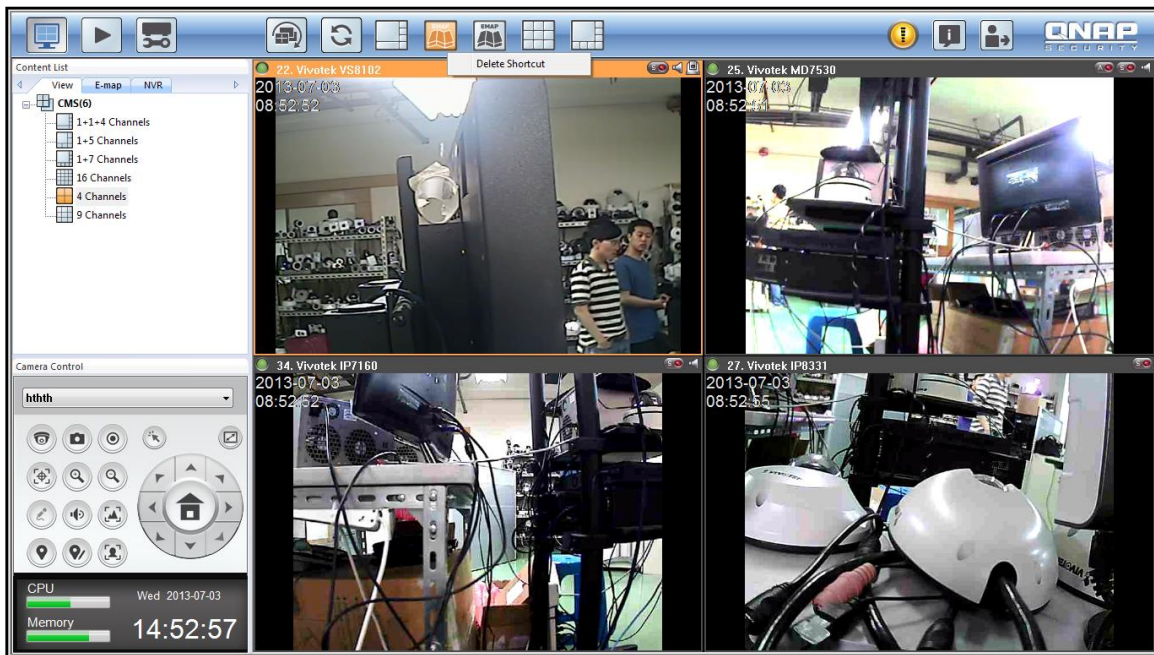 EMAP
QNAP
SECURITY
Delete Shortcut
Content List
View E-map NVR
CMS(6)
1+1+4 Channels
1+5 Channels
1+7 Channels
16 Channels
4 Channels
9 Channels
22. Vivotek VS8102
2013-07-03
08:52:52
25. Vivotek MD7530
2013-07-03
08:52:51
34. Vivotek IP7160
2013-07-03
08:52:52
27. Vivotek IP8331
2013-07-03
08:52:55
Camera Control
hthth
CPU
Memory
Wed 2013-07-03
14:52:57